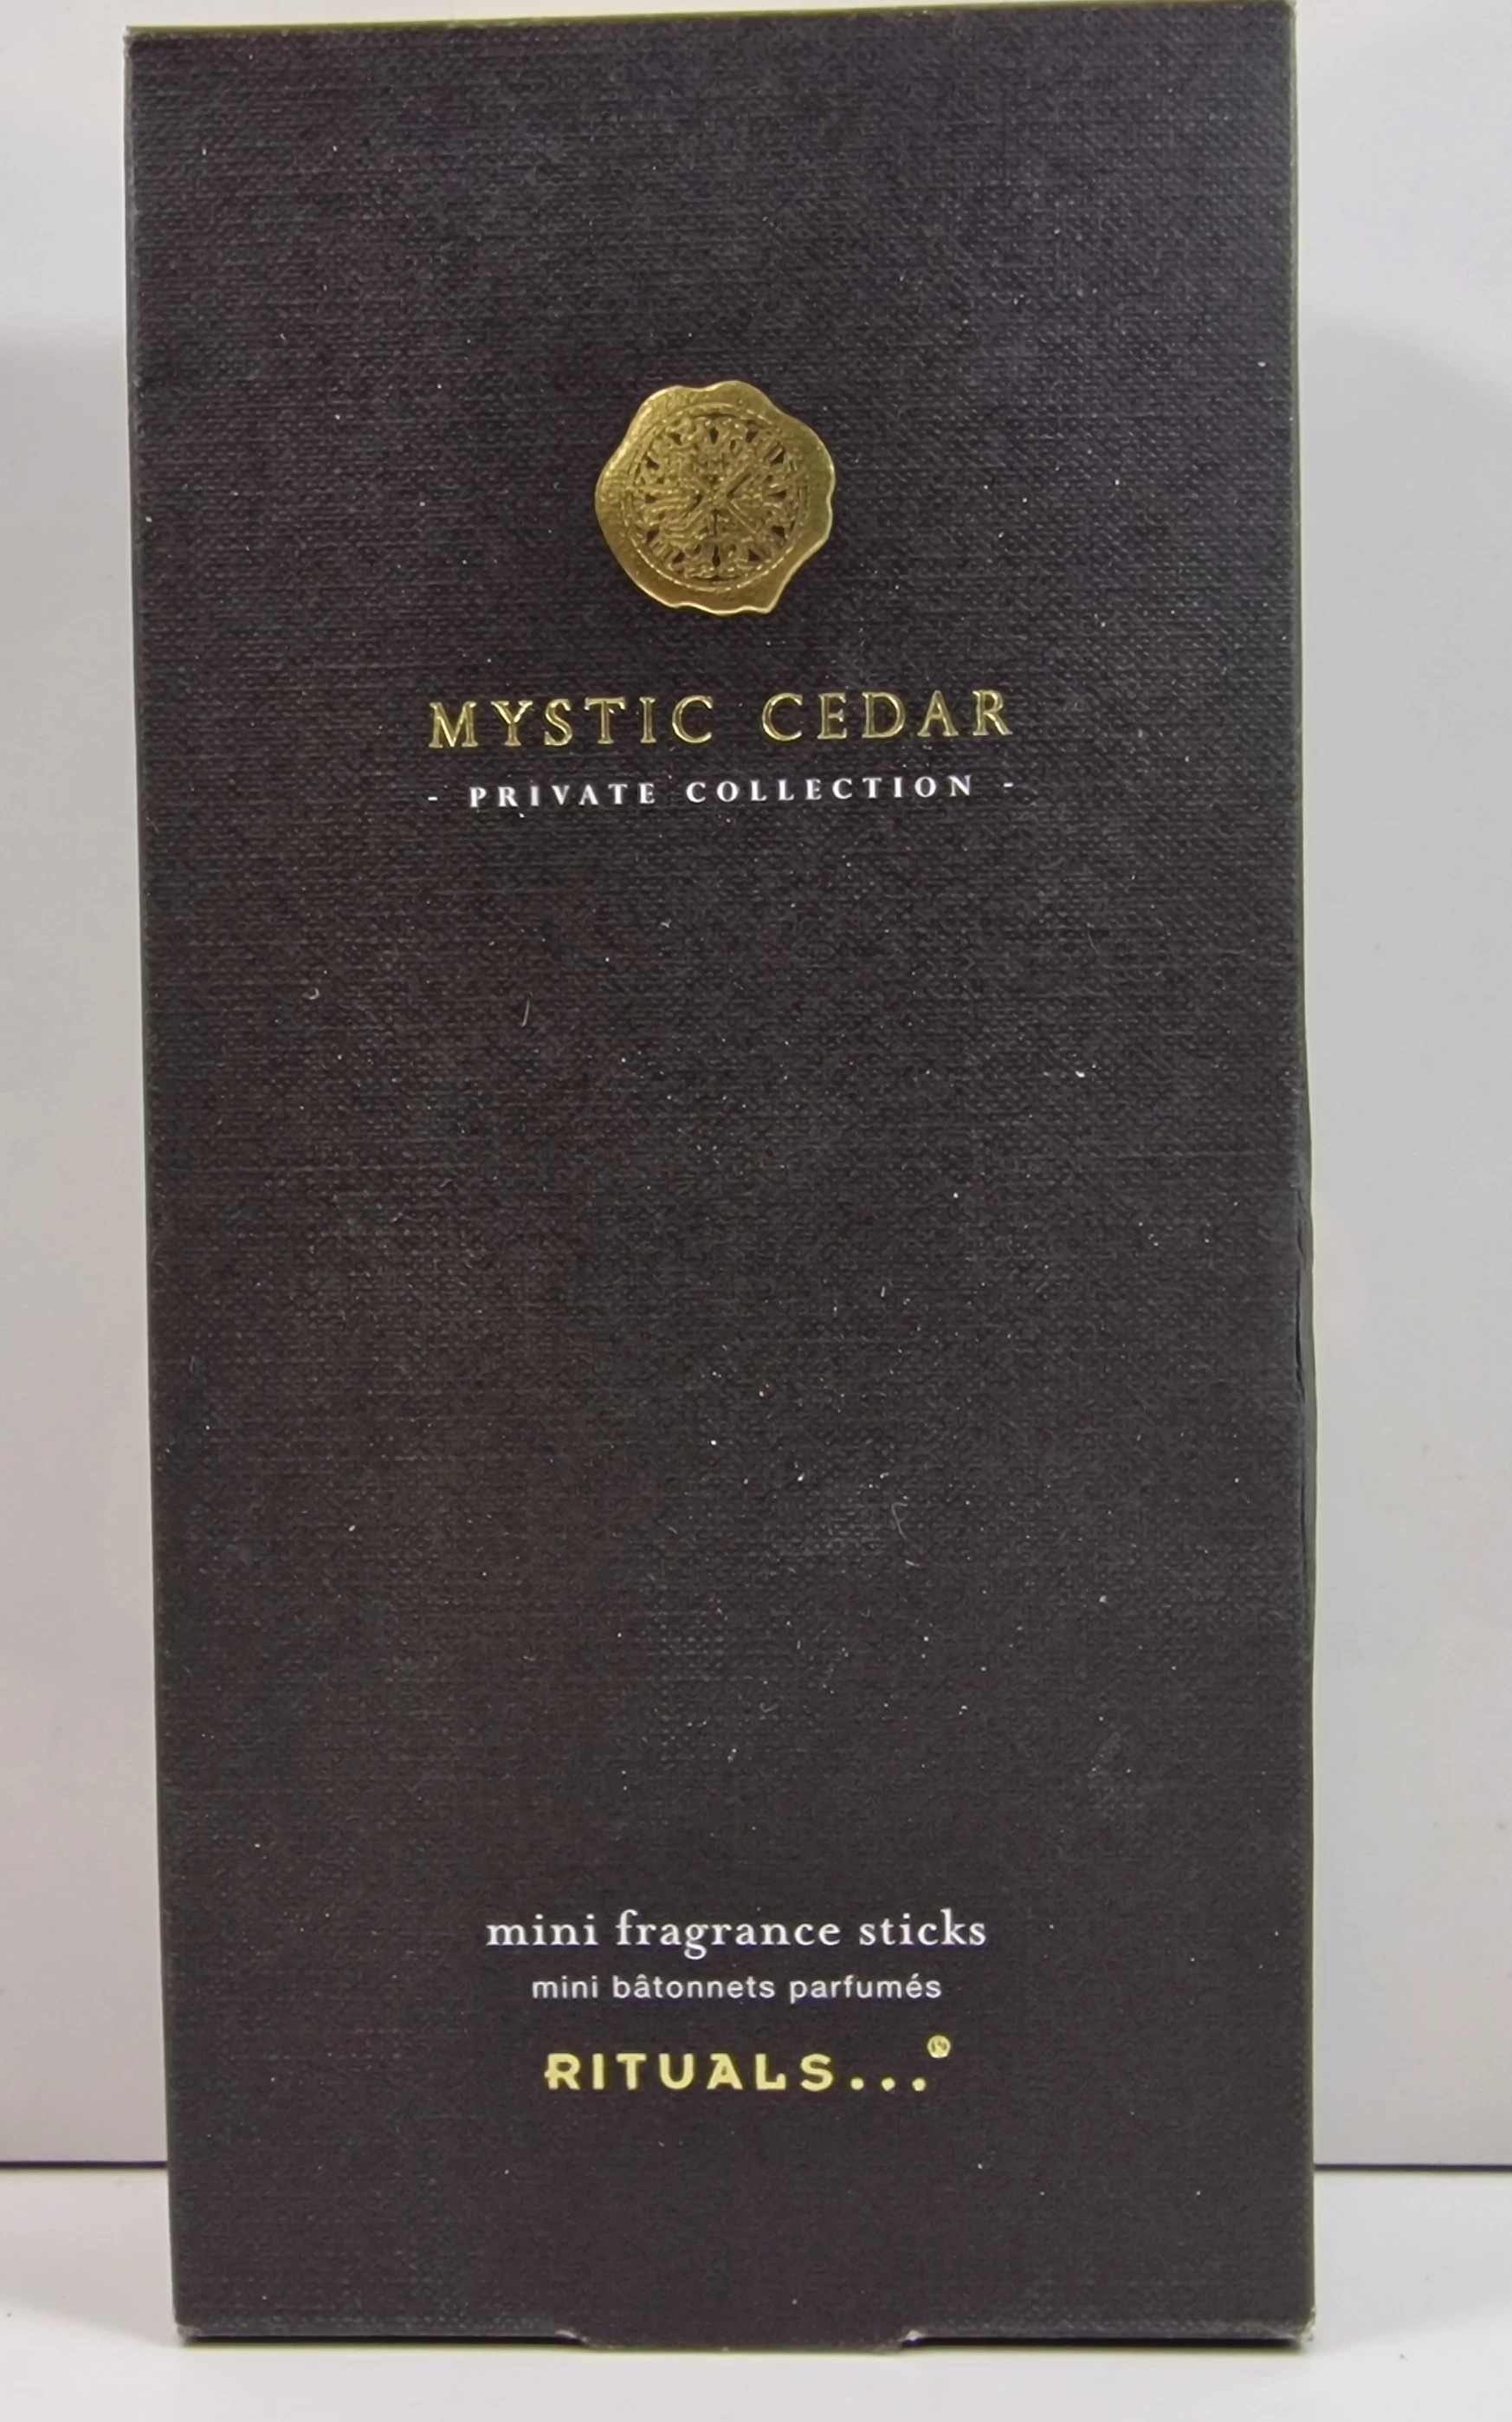 MYSTIC CEDAR
- PRIVATE COLLECTION -
mini fragrance sticks
mini bâtonnets parfumés
RITUALS...®